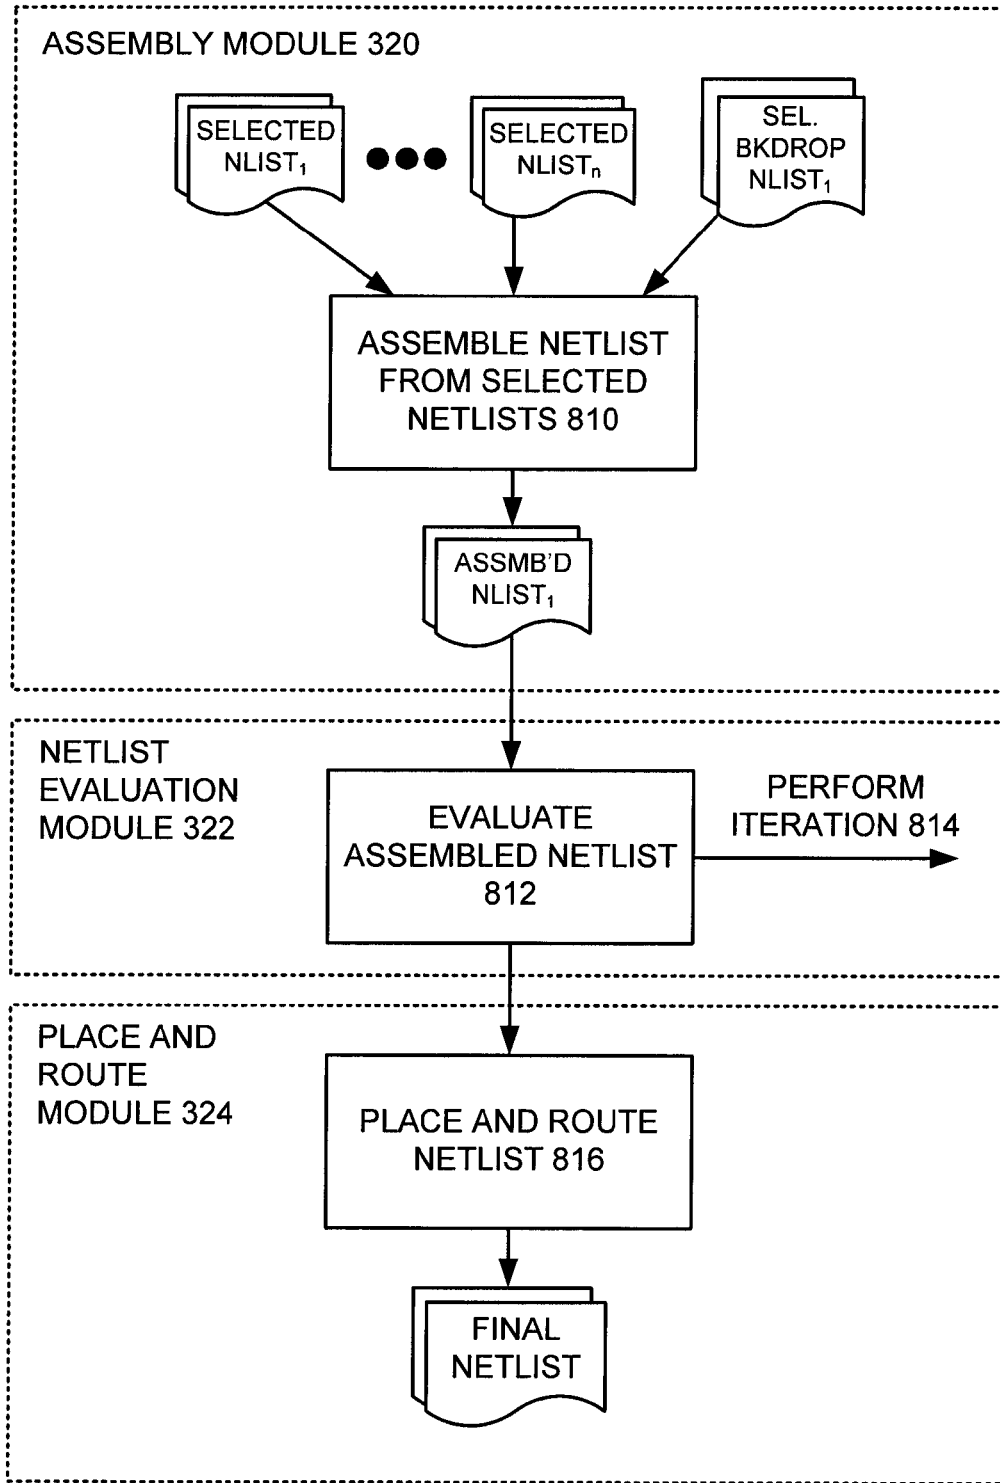 ASSEMBLY MODULE 320
SELECTED
NLIST₁
SELECTED
NLISTₙ
SEL.
BKDROP
NLIST₁
ASSEMBLE NETLIST
FROM SELECTED
NETLISTS 810
ASSMB'D
NLIST₁
NETLIST
EVALUATION
MODULE 322
EVALUATE
ASSEMBLED NETLIST
812
PERFORM
ITERATION 814
PLACE AND
ROUTE
MODULE 324
PLACE AND ROUTE
NETLIST 816
FINAL
NETLIST